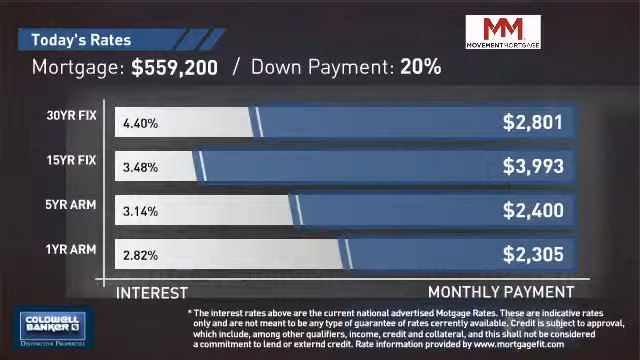 Today's Rates
MM
MOVEMENTMORTGAGE
Mortgage: $559,200 / Down Payment: 20%
30YR FIX 4.40% $2,801
15YR FIX 3.48% $3,993
5YR ARM 3.14% $2,400
1YR ARM 2.82% $2,305
INTEREST MONTHLY PAYMENT
COLDWELL
BANKER
DISTINCTIVE PROPERTIES
* The interest rates above are the current national advertised Motgage Rates. These are indicative rates
only and are not meant to be any type of guarantee of rates cerrently available. Credit is subject to approval,
which include, among other qualifiers, income, credit and collateral, and this shall not be considered
a commitment to lend or externd credit. Rate information provided by www.mortgagefit.com